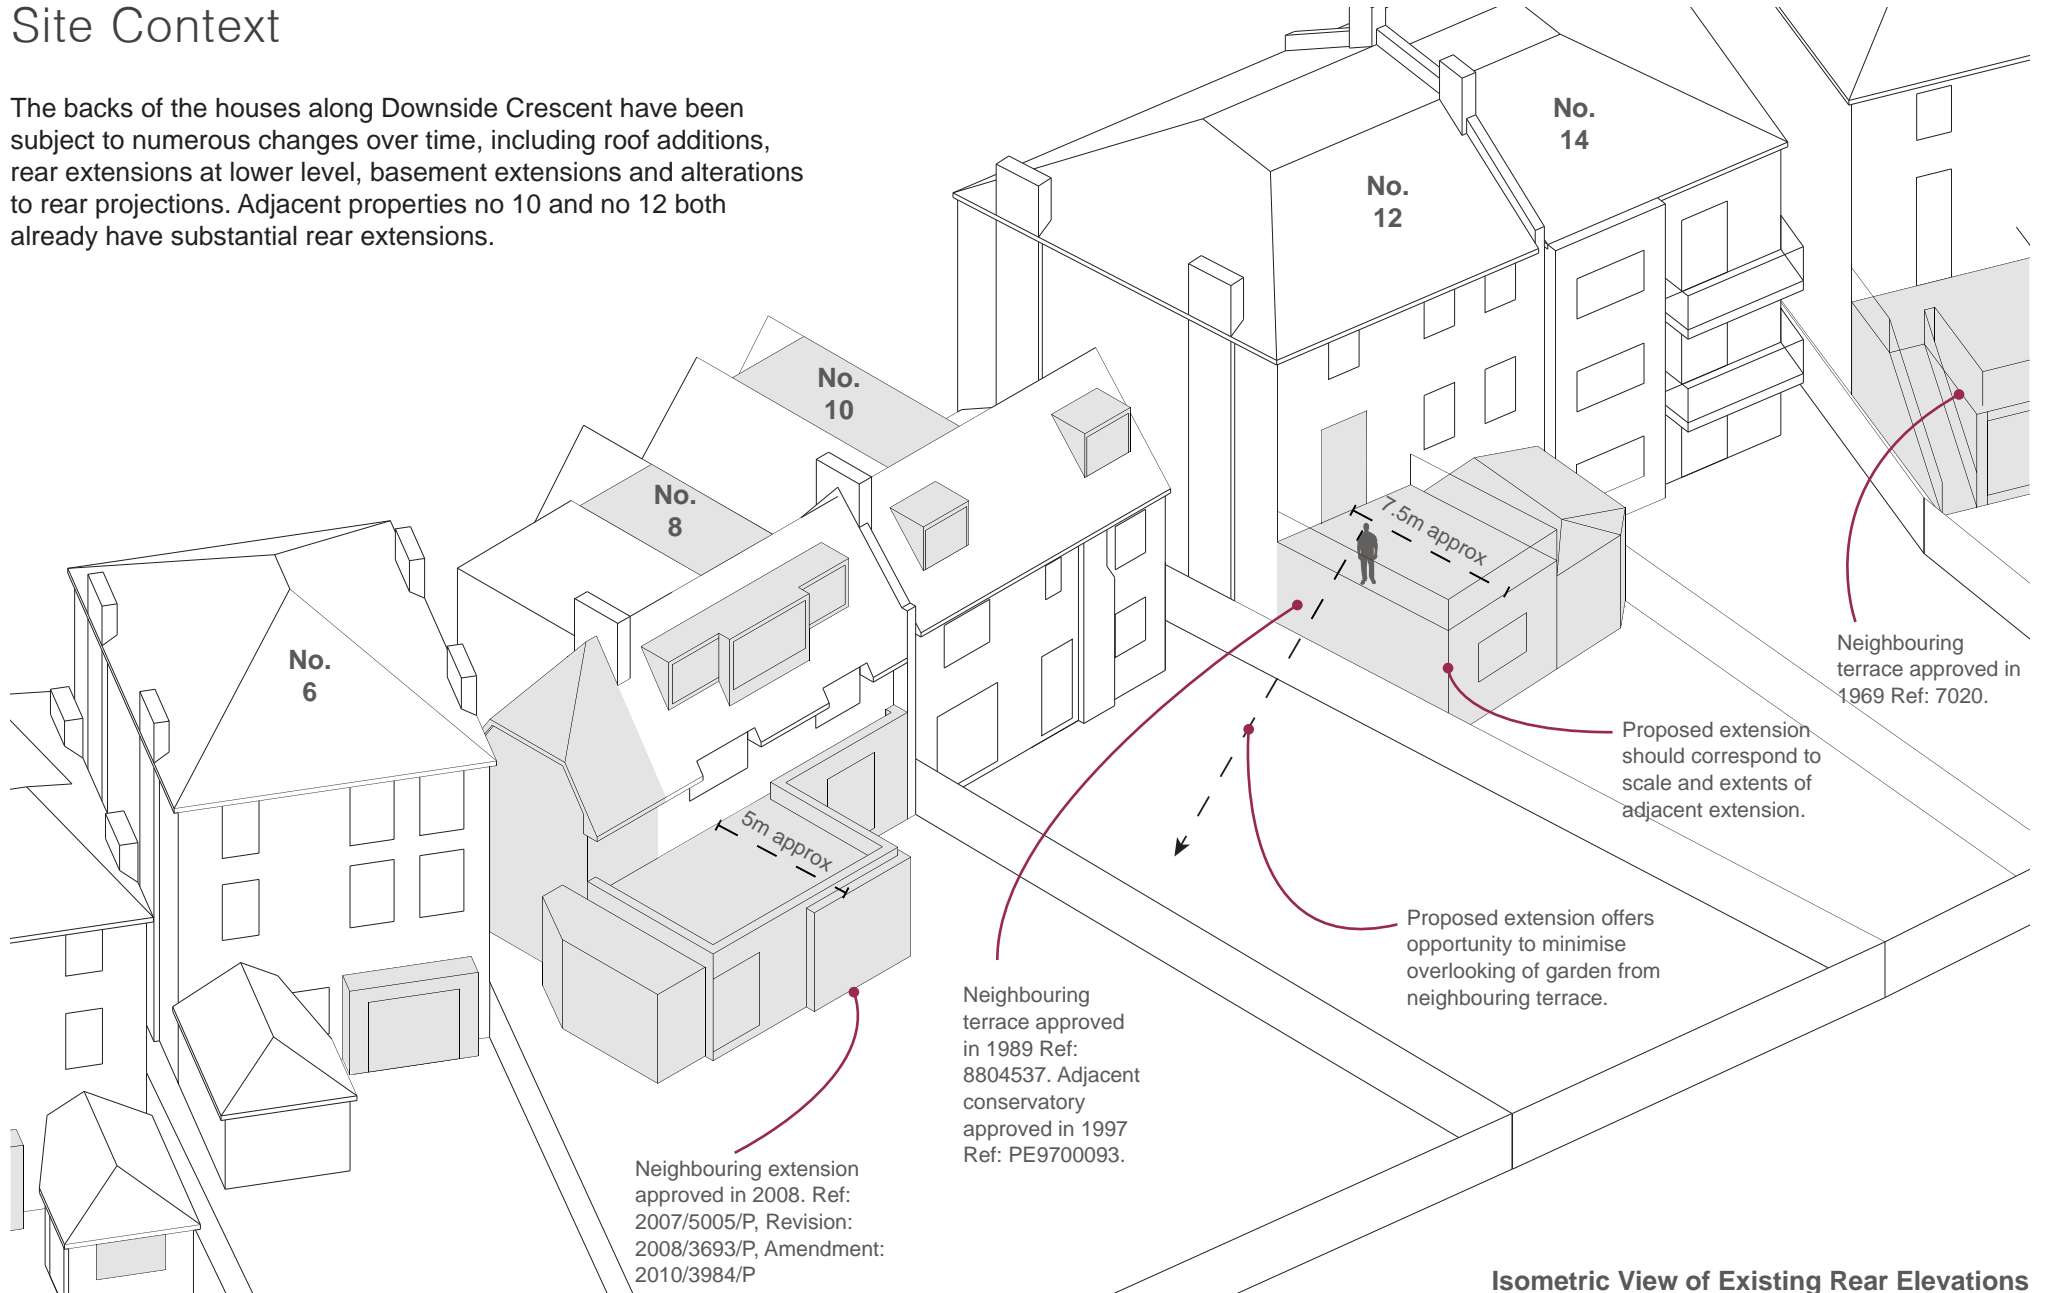 Site Context
The backs of the houses along Downside Crescent have been
subject to numerous changes over time, including roof additions,
rear extensions at lower level, basement extensions and alterations
to rear projections. Adjacent properties no 10 and no 12 both
already have substantial rear extensions.
No.
14
No.
12
No.
10
No.
8
No.
6
7.5m approx
5m approx
Neighbouring
terrace approved in
1969 Ref: 7020.
Proposed extension
should correspond to
scale and extents of
adjacent extension.
Proposed extension offers
opportunity to minimise
overlooking of garden from
neighbouring terrace.
Neighbouring
terrace approved
in 1989 Ref:
8804537. Adjacent
conservatory
approved in 1997
Ref: PE9700093.
Neighbouring extension
approved in 2008. Ref:
2007/5005/P, Revision:
2008/3693/P, Amendment:
2010/3984/P
Isometric View of Existing Rear Elevations